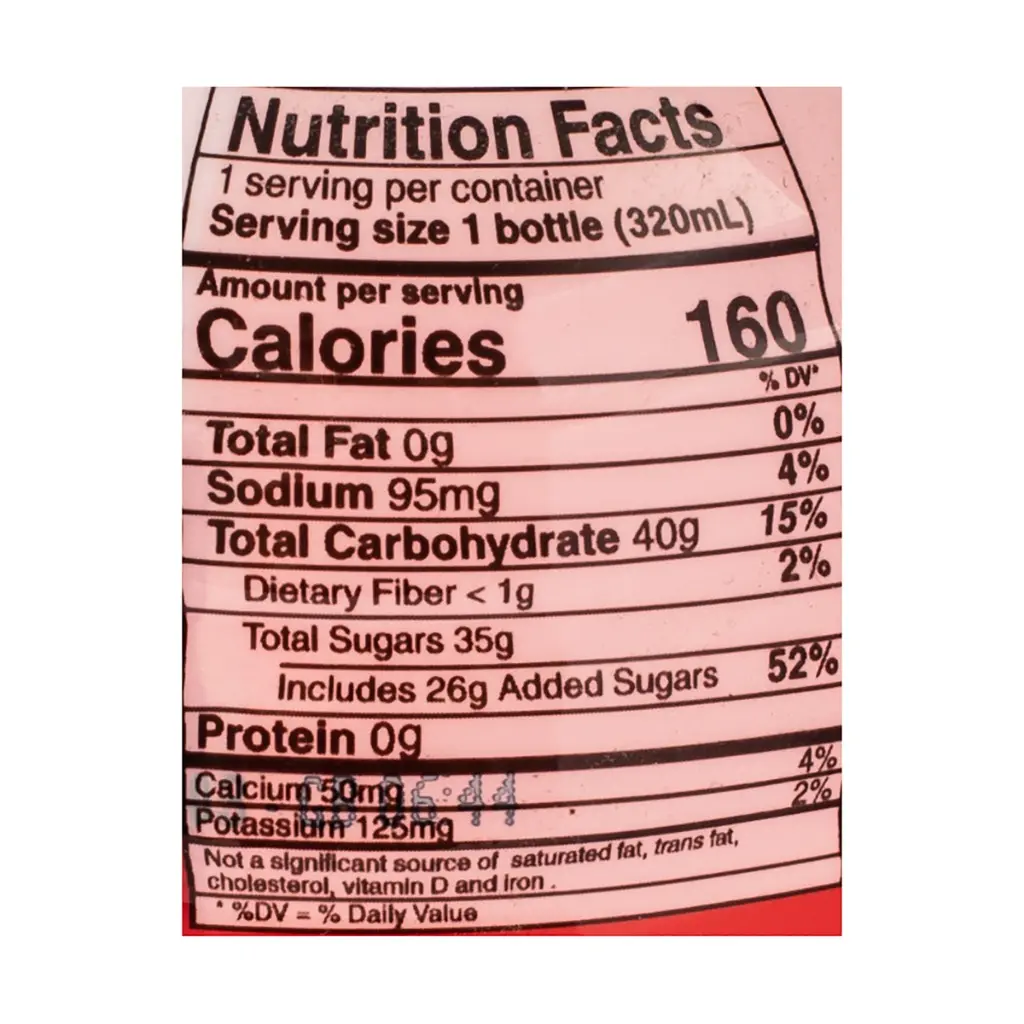 Nutrition Facts
1 serving per container
Serving size 1 bottle (320mL)
Amount per serving
Calories 160
% DV*
Total Fat 0g 0%
Sodium 95mg 4%
Total Carbohydrate 40g 15%
Dietary Fiber < 1g 2%
Total Sugars 35g
Includes 26g Added Sugars 52%
Protein 0g
Calcium 50mg 4%
Potassium 125mg 2%
Not a significant source of saturated fat, trans fat,
cholesterol, vitamin D and iron .
* %DV = % Daily Value